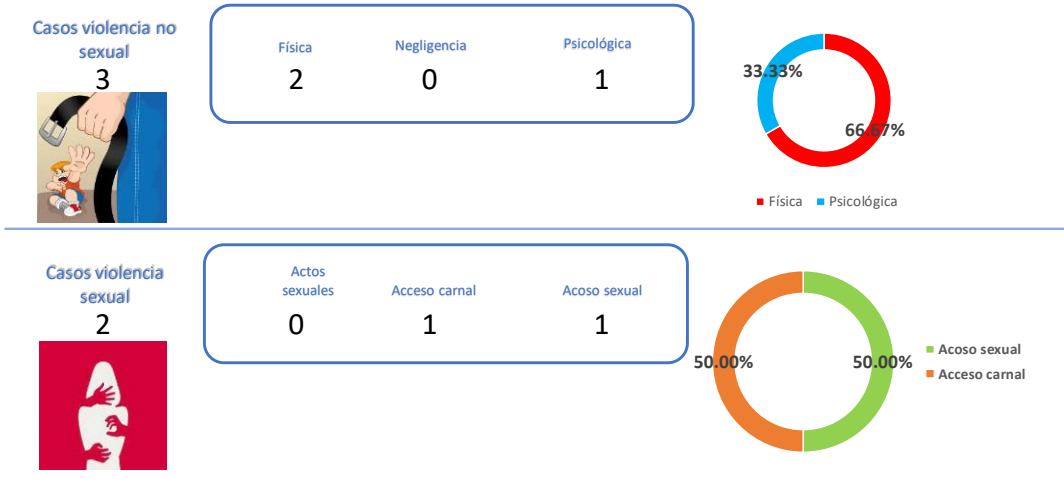 Casos violencia no
sexual
3
Física
Negligencia
Psicológica
2
0
1
33.33%
66.67%
Física
Psicológica
Casos violencia
sexual
2
Actos
sexuales
Acceso carnal
Acoso sexual
0
1
1
50.00%
50.00%
Acoso sexual
Acceso carnal